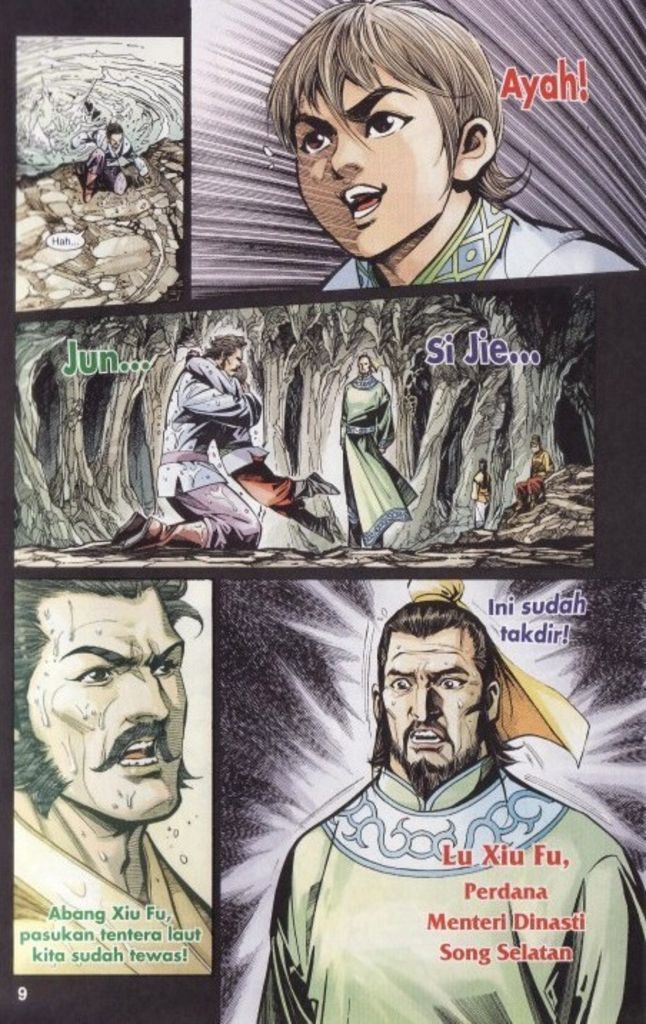 Hah...
Ayah!
Jun...
Si Jie...
Abang Xiu Fu,
pasukan tentera laut
kita sudah tewas!
Ini sudah
takdir!
Lu Xiu Fu,
Perdana
Menteri Dinasti
Song Selatan
9